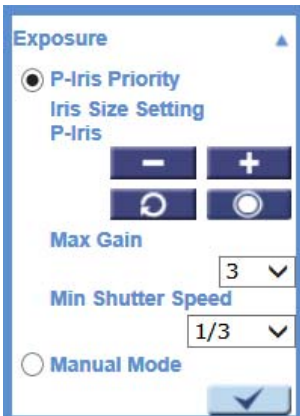 Exposure
P-Iris Priority
Iris Size Setting
P-Iris
Max Gain
3
Min Shutter Speed
1/3
Manual Mode